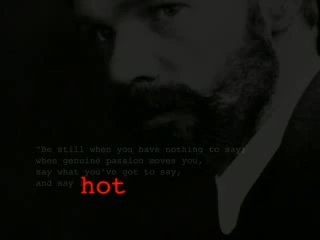 "Be still when you have nothing to say;
when genuine passion moves you,
say what you've got to say,
and say hot